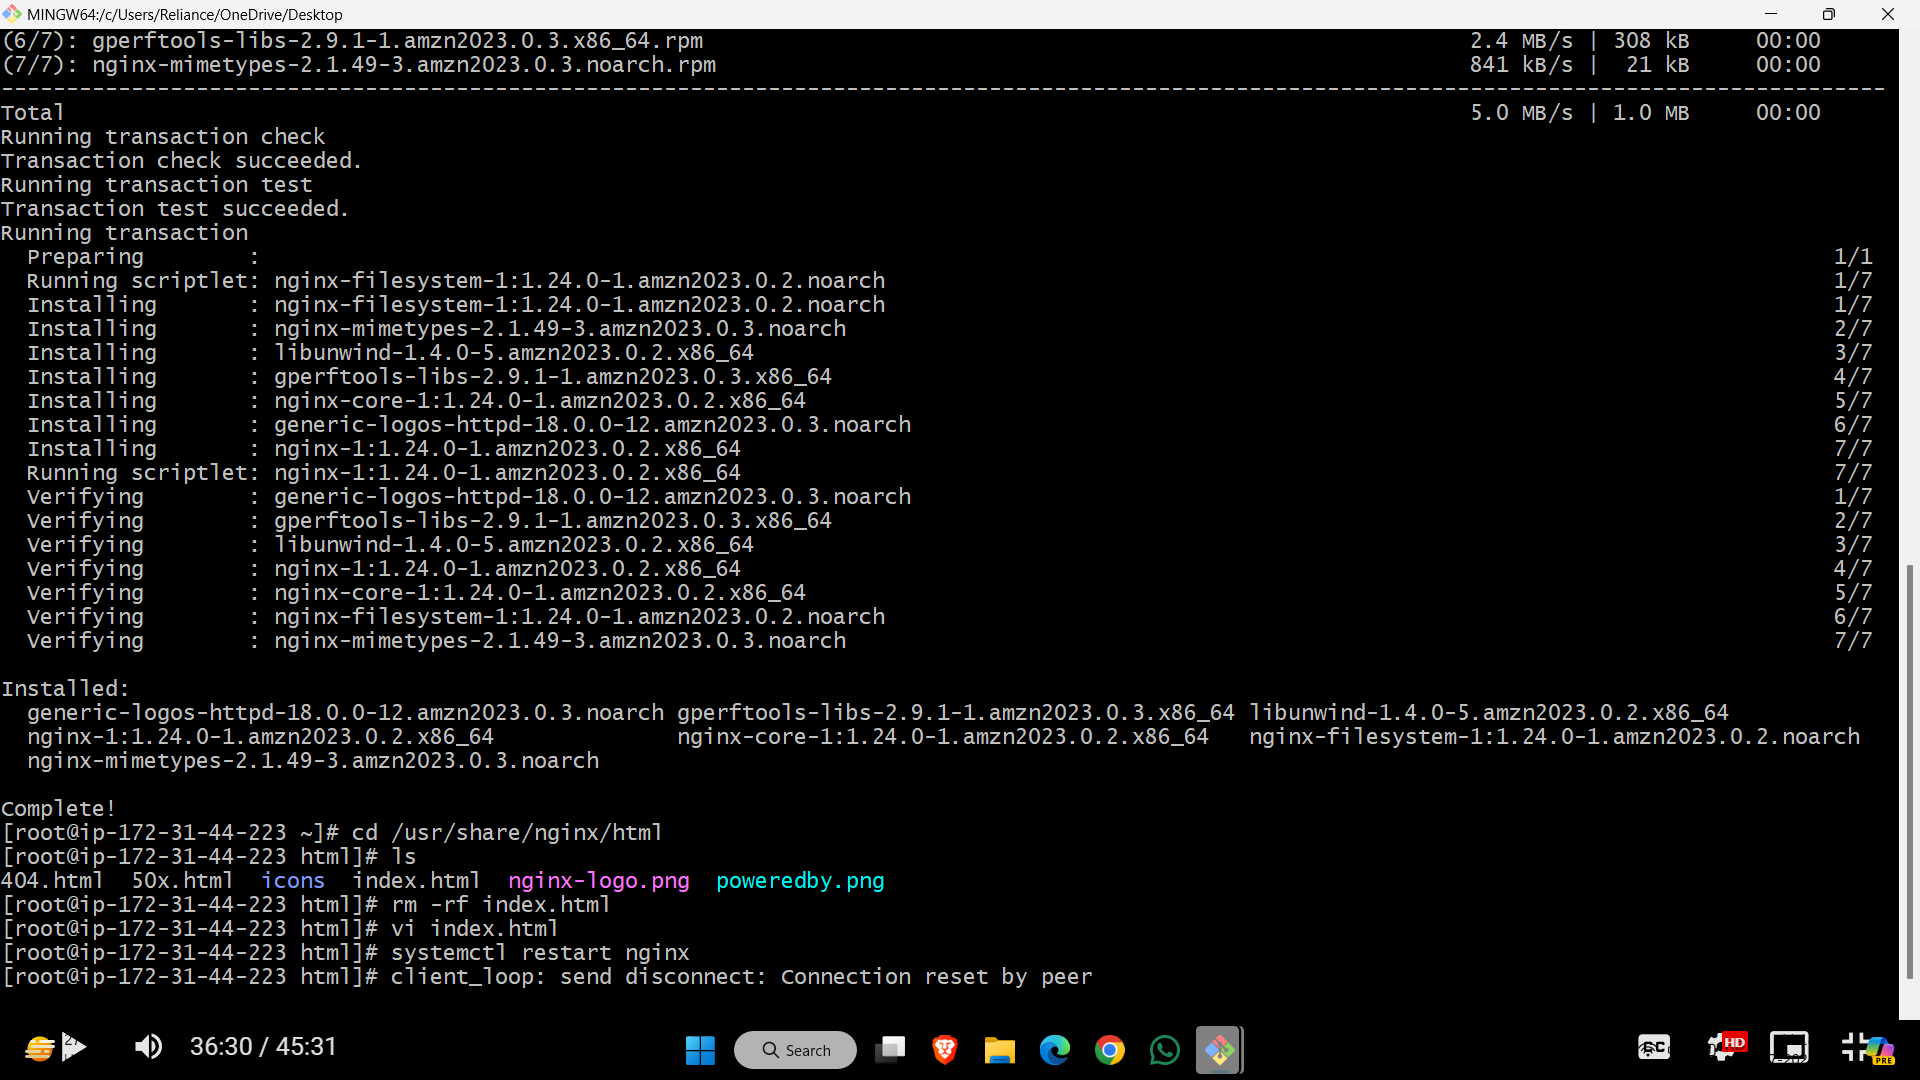 MINGW64:/c/Users/Reliance/OneDrive/Desktop
(6/7): gperftools-libs-2.9.1-1.amzn2023.0.3.x86_64.rpm 2.4 MB/s | 308 kB 00:00
(7/7): nginx-mimetypes-2.1.49-3.amzn2023.0.3.noarch.rpm 841 kB/s | 21 kB 00:00
--------------------------------------------------------------------------------
Total 5.0 MB/s | 1.0 MB 00:00
Running transaction check
Transaction check succeeded.
Running transaction test
Transaction test succeeded.
Running transaction
Preparing : 1/1
Running scriptlet: nginx-filesystem-1:1.24.0-1.amzn2023.0.2.noarch 1/7
Installing : nginx-filesystem-1:1.24.0-1.amzn2023.0.2.noarch 1/7
Installing : nginx-mimetypes-2.1.49-3.amzn2023.0.3.noarch 2/7
Installing : libunwind-1.4.0-5.amzn2023.0.2.x86_64 3/7
Installing : gperftools-libs-2.9.1-1.amzn2023.0.3.x86_64 4/7
Installing : nginx-core-1:1.24.0-1.amzn2023.0.2.x86_64 5/7
Installing : generic-logos-httpd-18.0.0-12.amzn2023.0.3.noarch 6/7
Installing : nginx-1:1.24.0-1.amzn2023.0.2.x86_64 7/7
Running scriptlet: nginx-1:1.24.0-1.amzn2023.0.2.x86_64 7/7
Verifying : generic-logos-httpd-18.0.0-12.amzn2023.0.3.noarch 1/7
Verifying : gperftools-libs-2.9.1-1.amzn2023.0.3.x86_64 2/7
Verifying : libunwind-1.4.0-5.amzn2023.0.2.x86_64 3/7
Verifying : nginx-1:1.24.0-1.amzn2023.0.2.x86_64 4/7
Verifying : nginx-core-1:1.24.0-1.amzn2023.0.2.x86_64 5/7
Verifying : nginx-filesystem-1:1.24.0-1.amzn2023.0.2.noarch 6/7
Verifying : nginx-mimetypes-2.1.49-3.amzn2023.0.3.noarch 7/7
Installed:
generic-logos-httpd-18.0.0-12.amzn2023.0.3.noarch gperftools-libs-2.9.1-1.amzn2023.0.3.x86_64 libunwind-1.4.0-5.amzn2023.0.2.x86_64
nginx-1:1.24.0-1.amzn2023.0.2.x86_64 nginx-core-1:1.24.0-1.amzn2023.0.2.x86_64 nginx-filesystem-1:1.24.0-1.amzn2023.0.2.noarch
nginx-mimetypes-2.1.49-3.amzn2023.0.3.noarch
Complete!
[root@ip-172-31-44-223 ~]# cd /usr/share/nginx/html
[root@ip-172-31-44-223 html]# ls
404.html 50x.html icons index.html nginx-logo.png poweredby.png
[root@ip-172-31-44-223 html]# rm -rf index.html
[root@ip-172-31-44-223 html]# vi index.html
[root@ip-172-31-44-223 html]# systemctl restart nginx
[root@ip-172-31-44-223 html]# client_loop: send disconnect: Connection reset by peer
36:30 / 45:31 Search HD
PRE